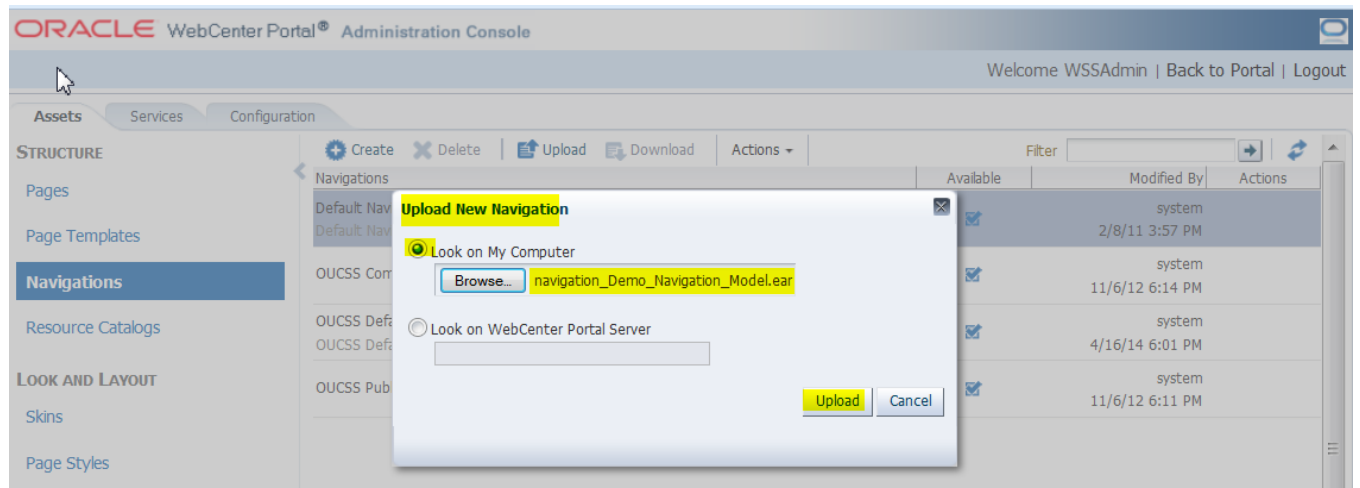 ORACLE WebCenter Portal® Administration Console
Welcome WSSAdmin | Back to Portal | Logout
Assets Services Configuration
STRUCTURE
Pages
Page Templates
Navigations
Resource Catalogs
LOOK AND LAYOUT
Skins
Page Styles
Create Delete Upload Download Actions Filter
Navigations Available Modified By Actions
Default Nav system
Default Nav 2/8/11 3:57 PM
OUCSS Com system
11/6/12 6:14 PM
OUCSS Defa system
OUCSS Defa 4/16/14 6:01 PM
OUCSS Pub system
11/6/12 6:11 PM
Upload New Navigation
Look on My Computer
Browse... navigation_Demo_Navigation_Model.ear
Look on WebCenter Portal Server
Upload Cancel